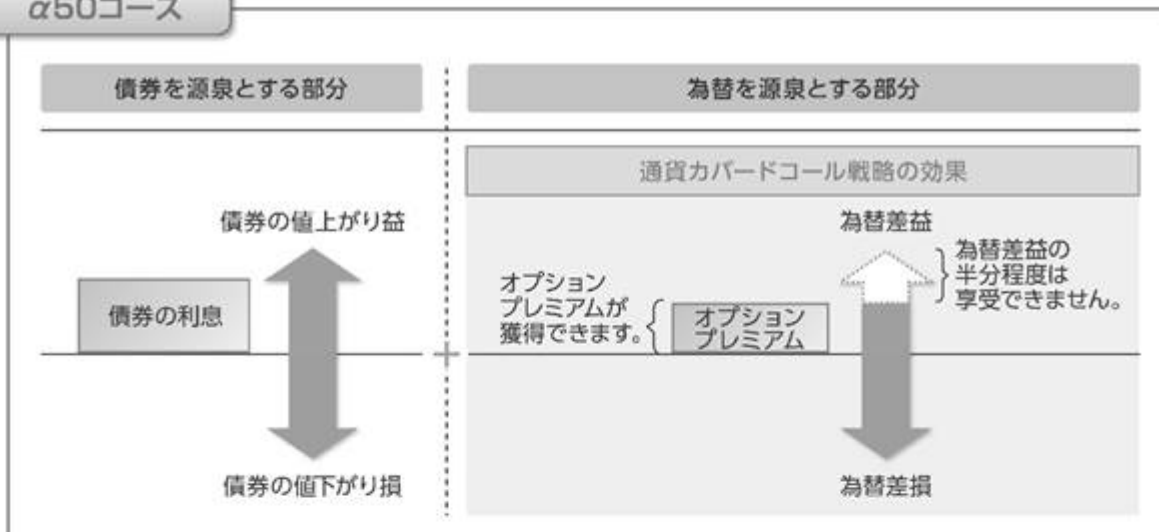 α50コース
債券を源泉とする部分
為替を源泉とする部分
通貨カバードコール戦略の効果
債券の値上がり益
債券の利息
債券の値下がり損
為替差益
為替差益の
半分程度は
享受できません。
オプション
プレミアムが
獲得できます。
オプション
プレミアム
為替差損